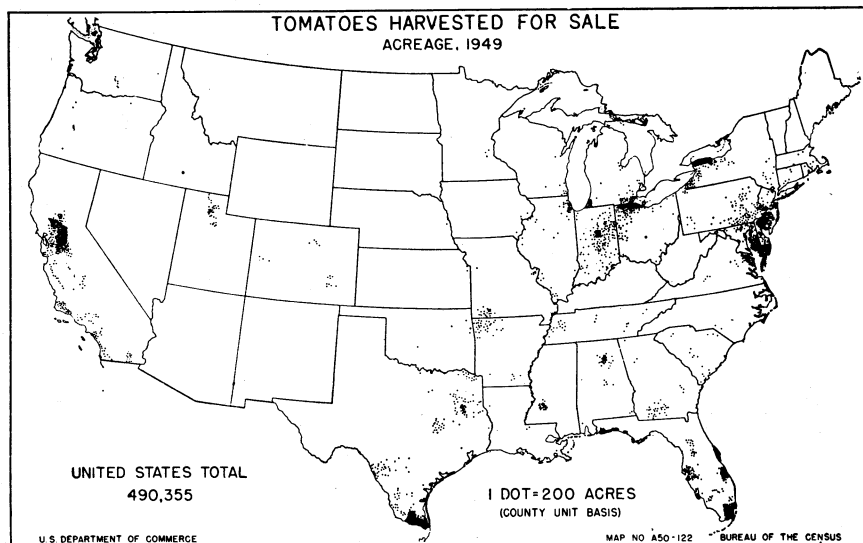 TOMATOES HARVESTED FOR SALE
ACREAGE, 1949
UNITED STATES TOTAL
490,355
1 DOT=200 ACRES
(COUNTY UNIT BASIS)
U.S. DEPARTMENT OF COMMERCE
MAP NO A50-122 BUREAU OF THE CENSUS